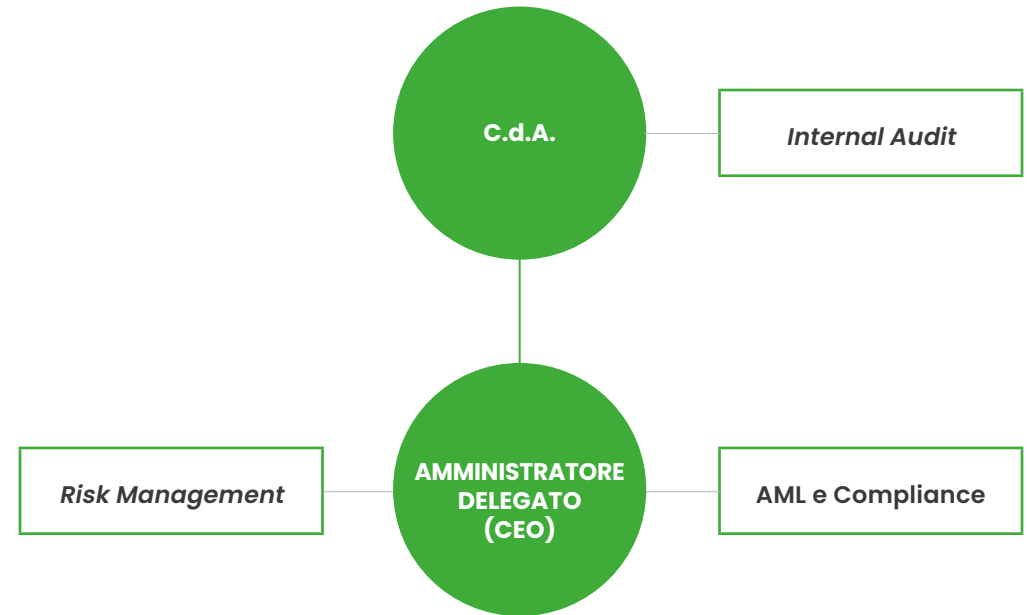 C.d.A.
Internal Audit
Risk Management
AMMINISTRATORE
DELEGATO
(CEO)
AML e Compliance